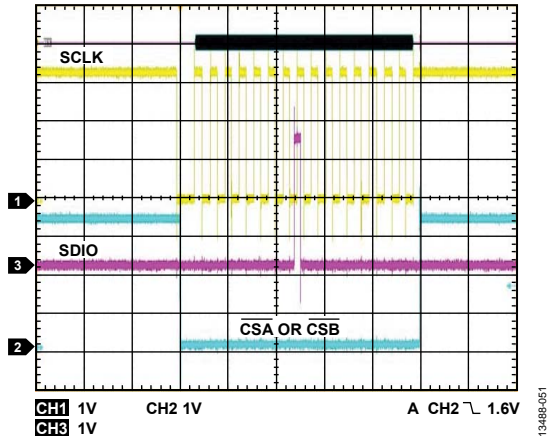 SCLK
1
SDIO
3
CSA OR CSB
2
CH1 1V CH2 1V A CH2 1.6V
CH3 1V
13488-051